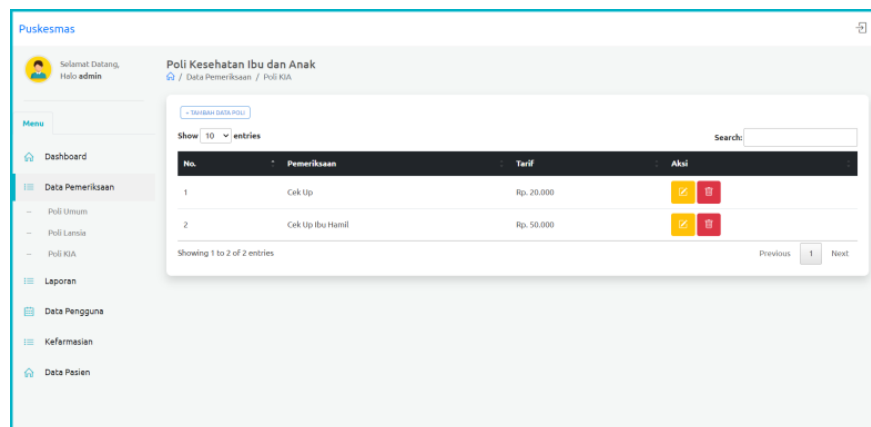 Puskesmas
Selamat Datang,
Halo admin
Menu
Dashboard
Data Pemeriksaan
– Poli Umum
– Poli Lansia
– Poli KIA
Laporan
Data Pengguna
Kefarmasian
Data Pasien
Poli Kesehatan Ibu dan Anak
/ Data Pemeriksaan / Poli KIA
+ TAMBAH DATA POLI
Show 10 entries Search:
No. Pemeriksaan Tarif Aksi
1 Cek Up Rp. 20.000
2 Cek Up Ibu Hamil Rp. 50.000
Showing 1 to 2 of 2 entries Previous 1 Next